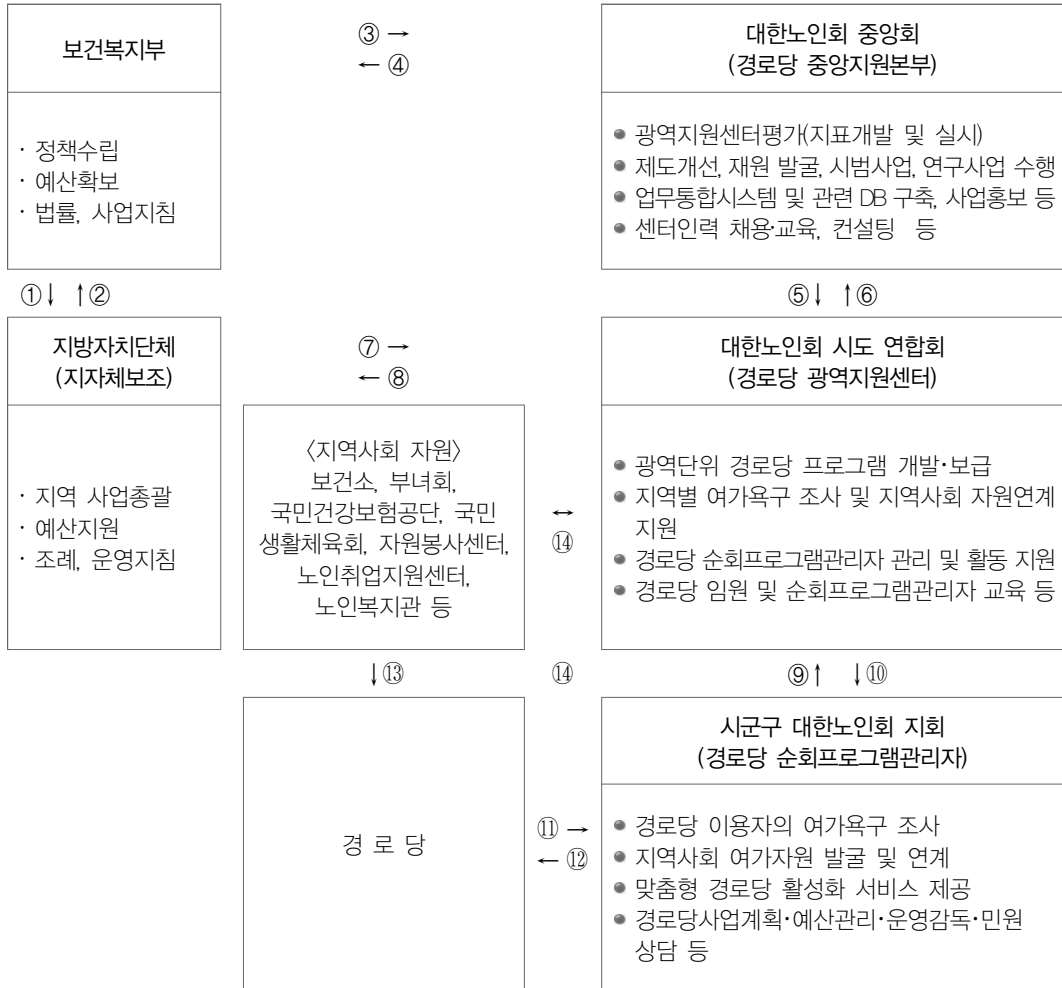 보건복지부
③ →
← ④
대한노인회 중앙회
(경로당 중앙지원본부)
· 정책수립
· 예산확보
· 법률, 사업지침
● 광역지원센터평가(지표개발 및 실시)
● 제도개선, 재원 발굴, 시범사업, 연구사업 수행
● 업무통합시스템 및 관련 DB 구축, 사업홍보 등
● 센터인력 채용·교육, 컨설팅 등
①↓ ↑②
⑤↓ ↑⑥
지방자치단체
(지자체보조)
⑦ →
← ⑧
대한노인회 시도 연합회
(경로당 광역지원센터)
· 지역 사업총괄
· 예산지원
· 조례, 운영지침
〈지역사회 자원〉
보건소, 부녀회,
국민건강보험공단, 국민
생활체육회, 자원봉사센터,
노인취업지원센터,
노인복지관 등
↔
⑭
● 광역단위 경로당 프로그램 개발·보급
● 지역별 여가욕구 조사 및 지역사회 자원연계
지원
● 경로당 순회프로그램관리자 관리 및 활동 지원
● 경로당 임원 및 순회프로그램관리자 교육 등
↓⑬
⑭
⑨↑ ↓⑩
경 로 당
⑪ →
← ⑫
시군구 대한노인회 지회
(경로당 순회프로그램관리자)
● 경로당 이용자의 여가욕구 조사
● 지역사회 여가자원 발굴 및 연계
● 맞춤형 경로당 활성화 서비스 제공
● 경로당사업계획·예산관리·운영감독·민원
상담 등